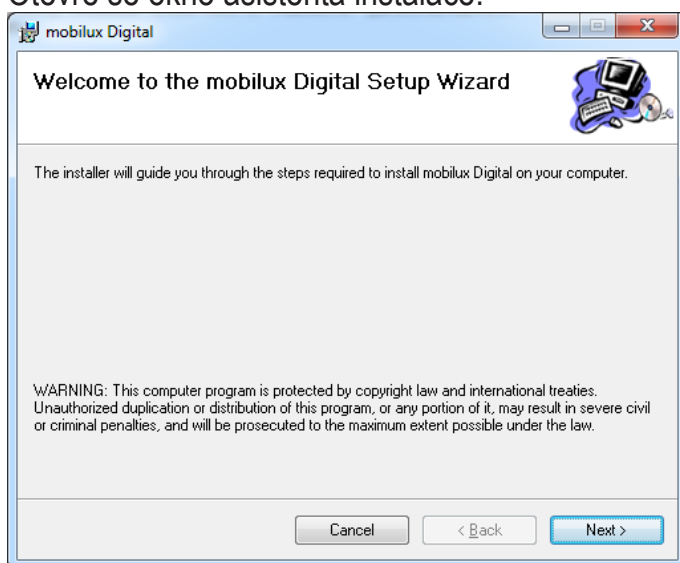 Otevře se okno asistenta instalace.
mobilux Digital
Welcome to the mobilux Digital Setup Wizard
The installer will guide you through the steps required to install mobilux Digital on your computer.
WARNING: This computer program is protected by copyright law and international treaties.
Unauthorized duplication or distribution of this program, or any portion of it, may result in severe civil
or criminal penalties, and will be prosecuted to the maximum extent possible under the law.
Cancel
< Back
Next >